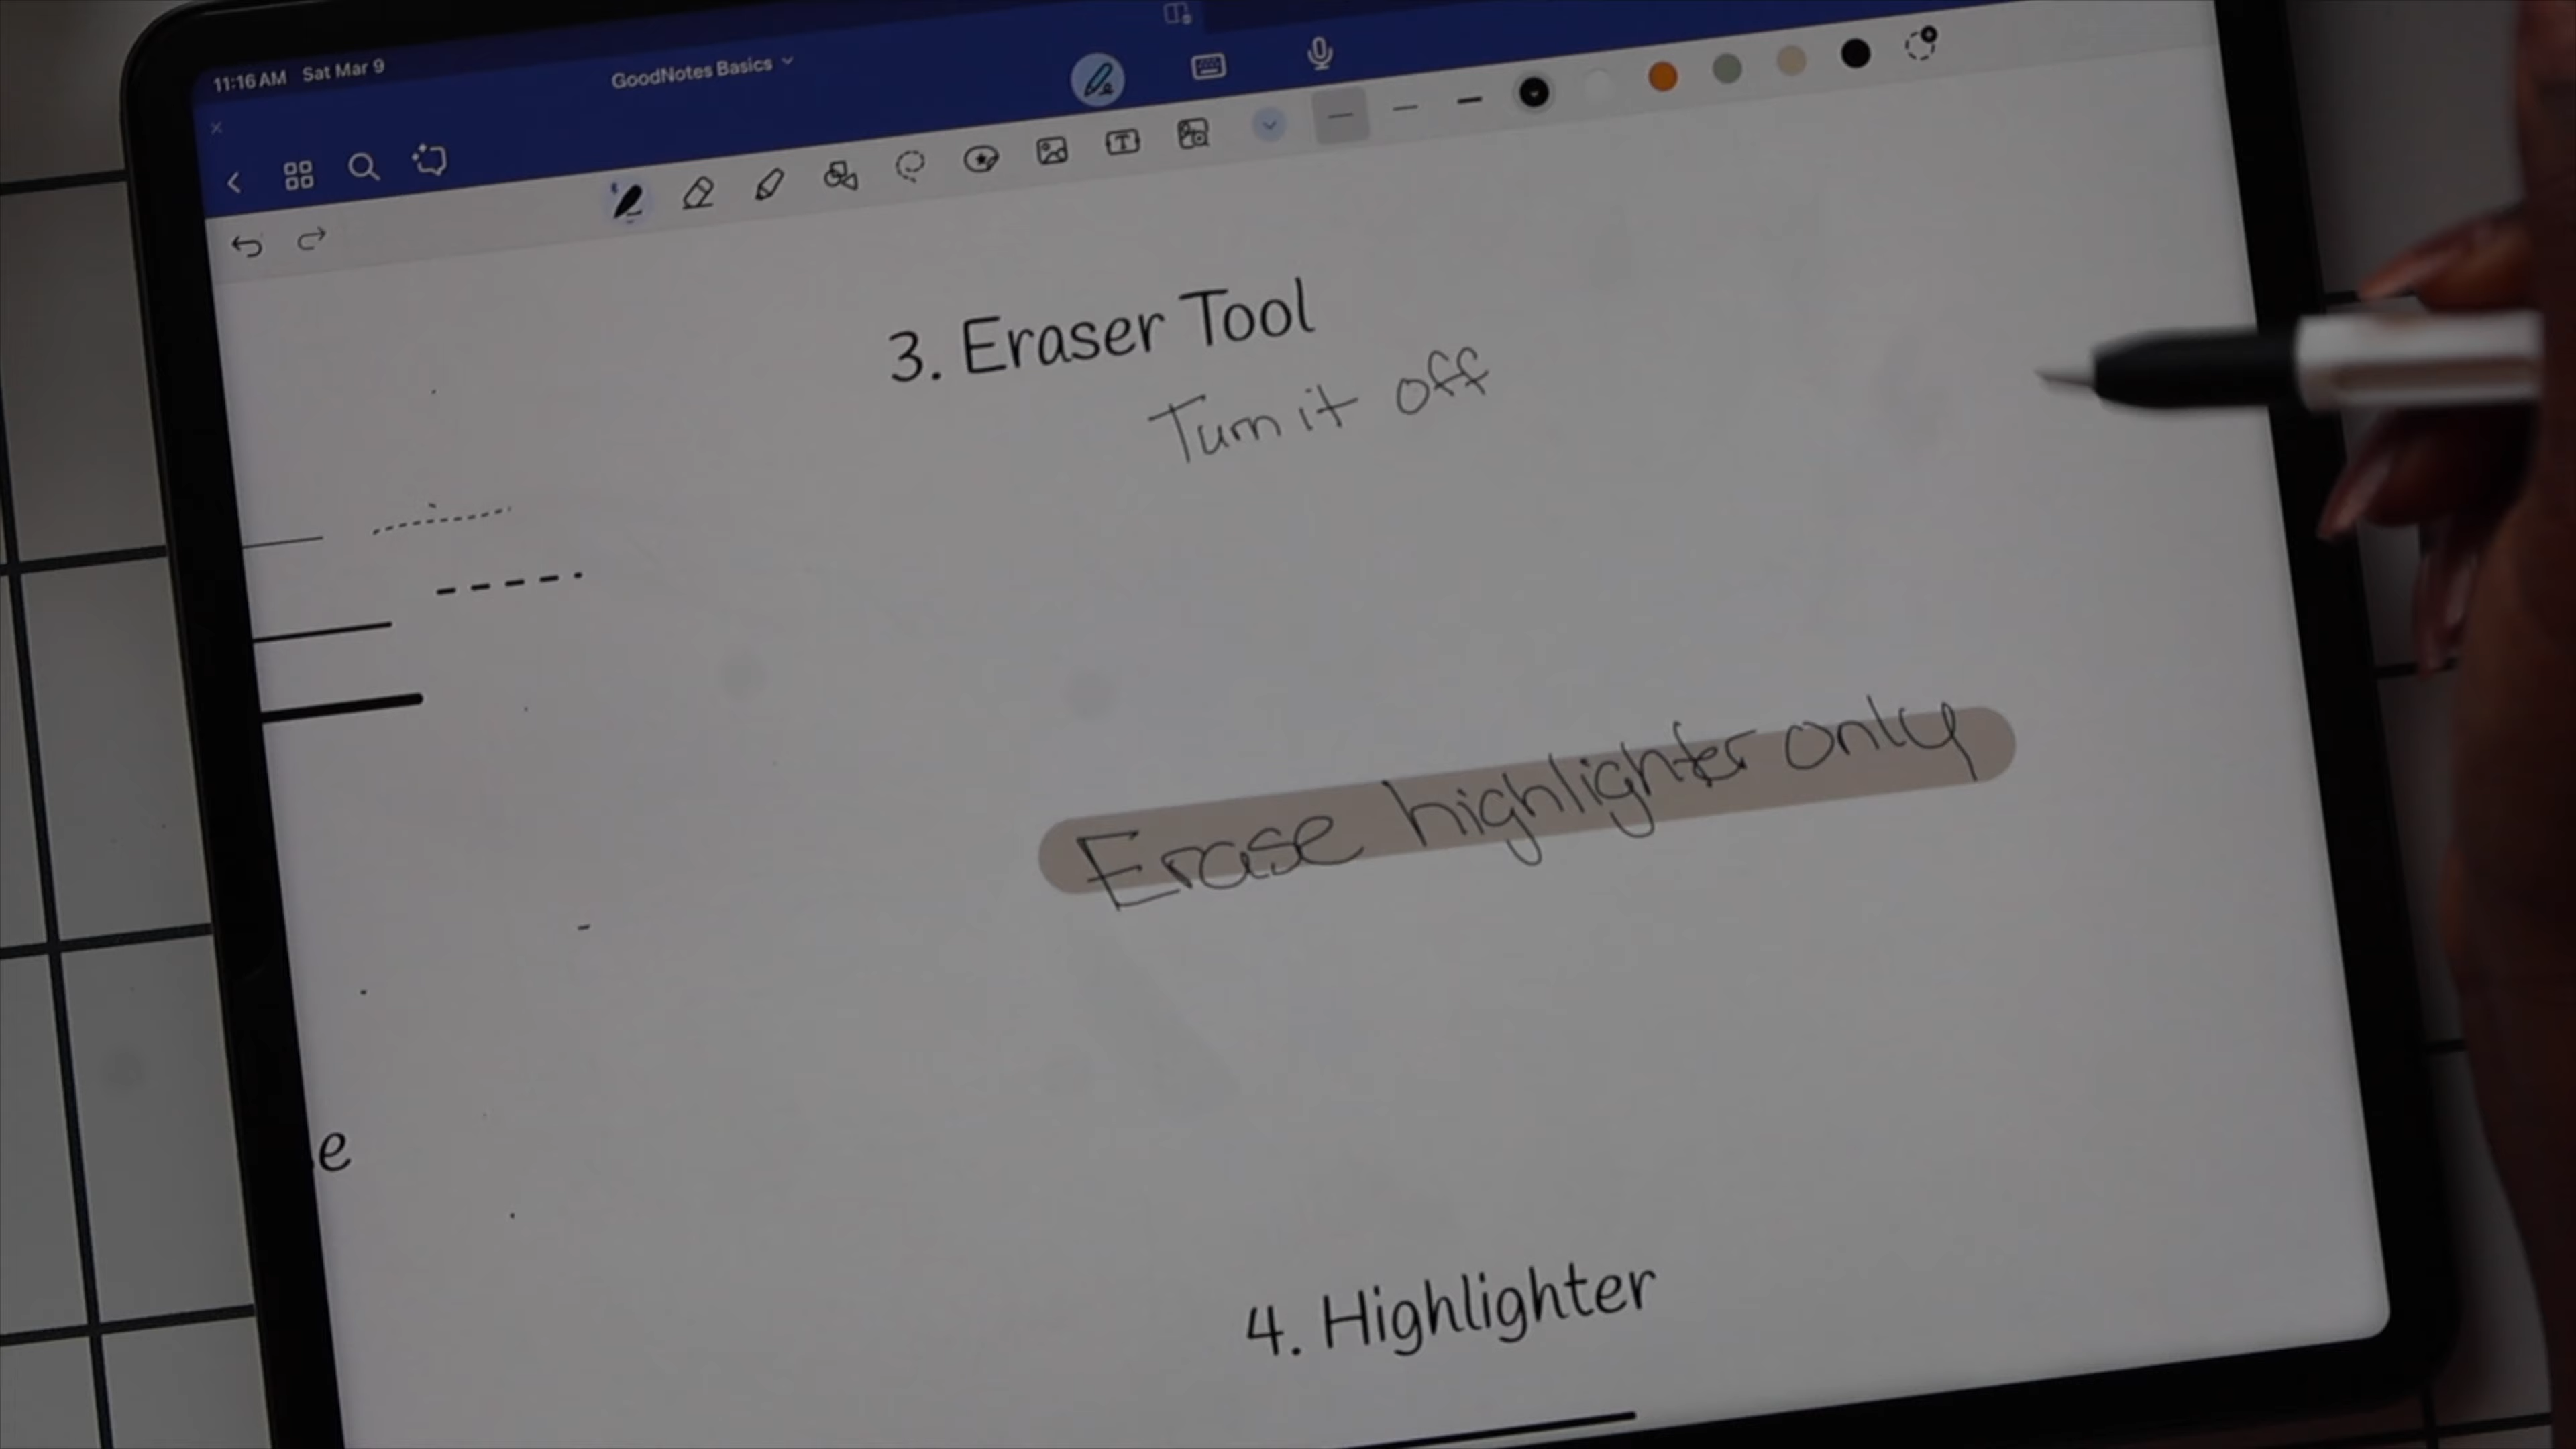 11:16 AM Sat Mar 9
GoodNotes Basics
3. Eraser Tool
Turn it off
Erase highlighter only
e
4. Highlighter